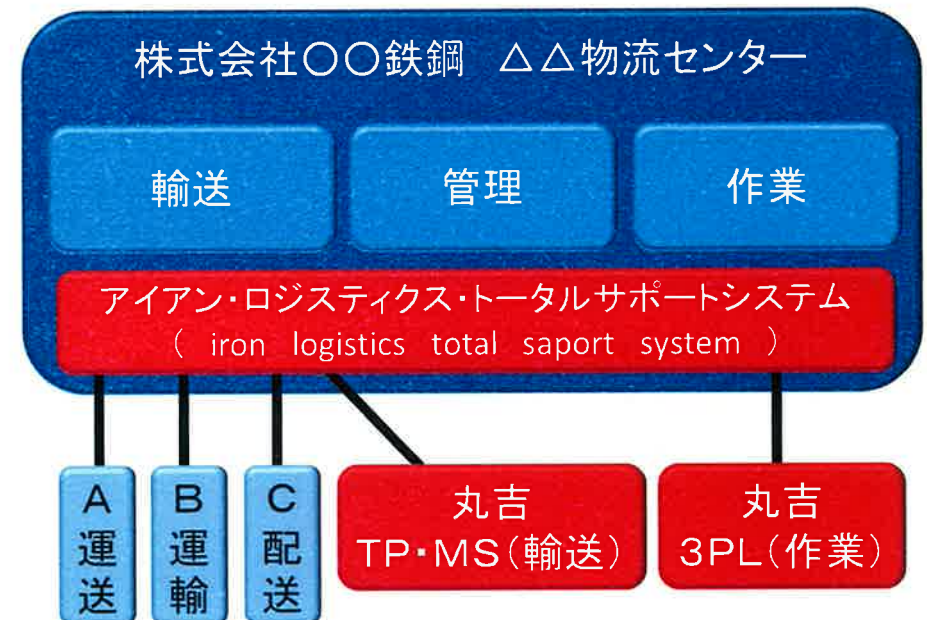 株式会社〇〇鉄鋼　△△物流センター
輸送
管理
作業
アイアン・ロジスティクス・トータルサポートシステム
( iron logistics total saport system )
A運送
B運輸
C配送
丸吉
TP・MS(輸送)
丸吉
3PL(作業)